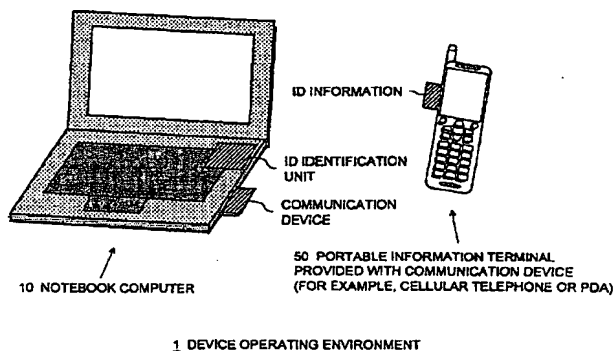 ID INFORMATION
ID IDENTIFICATION
UNIT
COMMUNICATION
DEVICE
10 NOTEBOOK COMPUTER
50 PORTABLE INFORMATION TERMINAL
PROVIDED WITH COMMUNICATION DEVICE
(FOR EXAMPLE, CELLULAR TELEPHONE OR PDA)
1 DEVICE OPERATING ENVIRONMENT